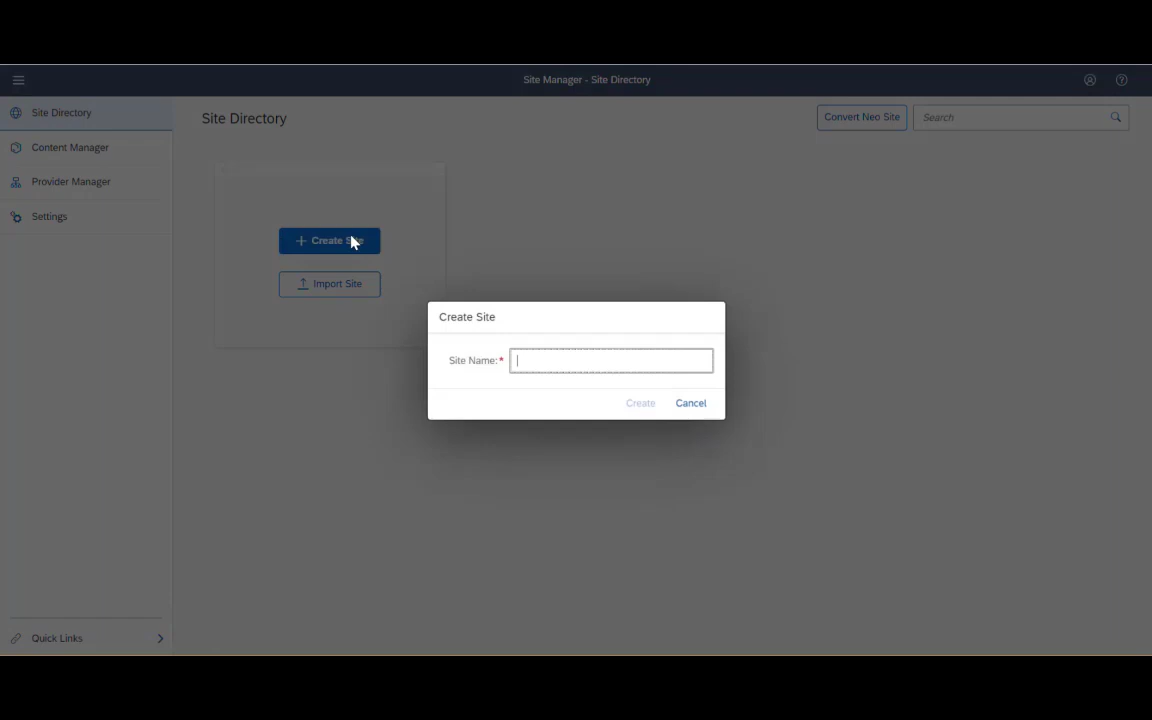 Site Manager - Site Directory
Site Directory
Content Manager
Provider Manager
Settings
Quick Links
Site Directory
Convert Neo Site
Search
Create
Import Site
Create Site
Site Name:*
Create
Cancel